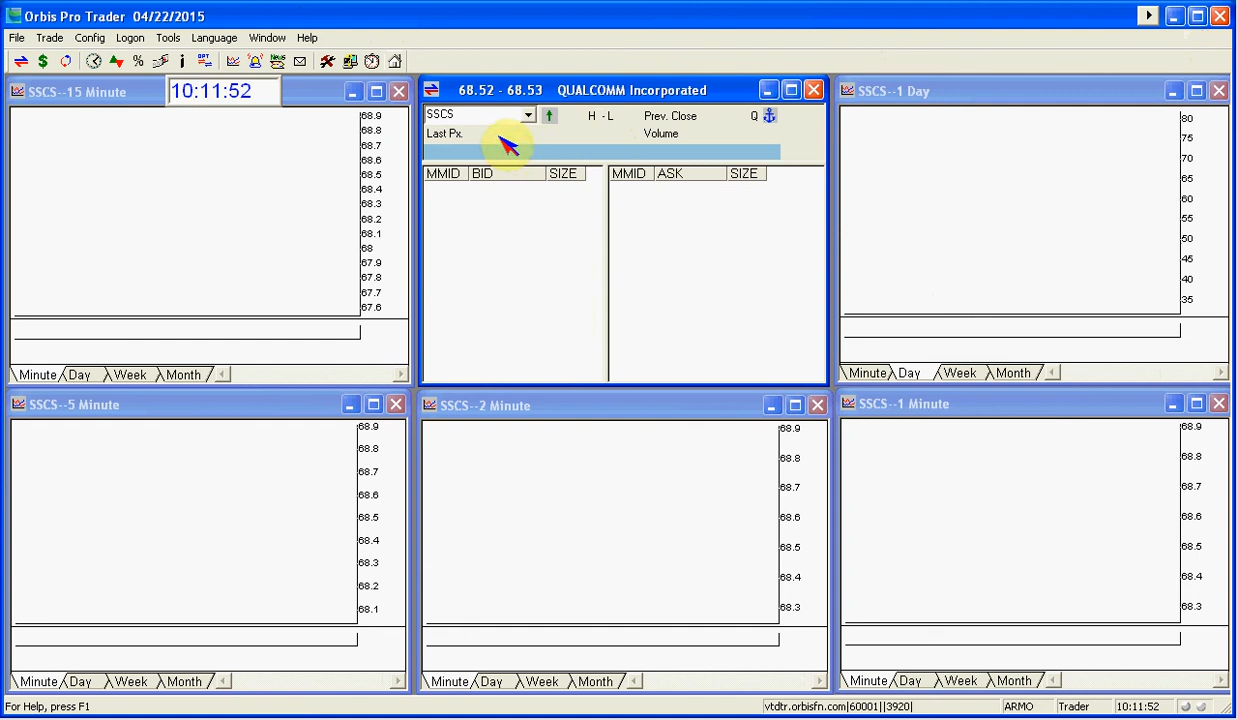 Orbis Pro Trader 04/22/2015
File Trade Config Logon Tools Language Window Help
$ % i OPT News
SSCS--15 Minute
10:11:52
68.9
68.8
68.7
68.6
68.5
68.4
68.3
68.2
68.1
68
67.9
67.8
67.7
67.6
Minute Day Week Month
68.52 - 68.53 QUALCOMM Incorporated
SSCS H - L Prev. Close Q
Last Px. Volume
MMID BID SIZE MMID ASK SIZE
SSCS--1 Day
80
75
70
65
60
55
50
45
40
35
Minute Day Week Month
SSCS--5 Minute
68.9
68.8
68.7
68.6
68.5
68.4
68.3
68.2
68.1
Minute Day Week Month
SSCS--2 Minute
68.9
68.8
68.7
68.6
68.5
68.4
68.3
Minute Day Week Month
SSCS--1 Minute
68.9
68.8
68.7
68.6
68.5
68.4
68.3
Minute Day Week Month
For Help, press F1
vtdtr.orbisfn.com|60001||3920| ARMO Trader 10:11:52